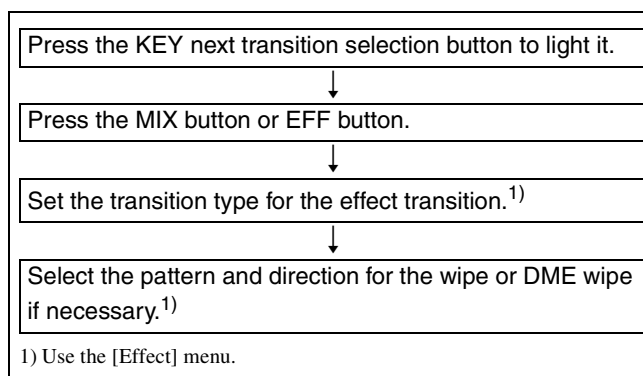 Press the KEY next transition selection button to light it.
Press the MIX button or EFF button.
Set the transition type for the effect transition.1)
Select the pattern and direction for the wipe or DME wipe
if necessary.1)
1) Use the [Effect] menu.